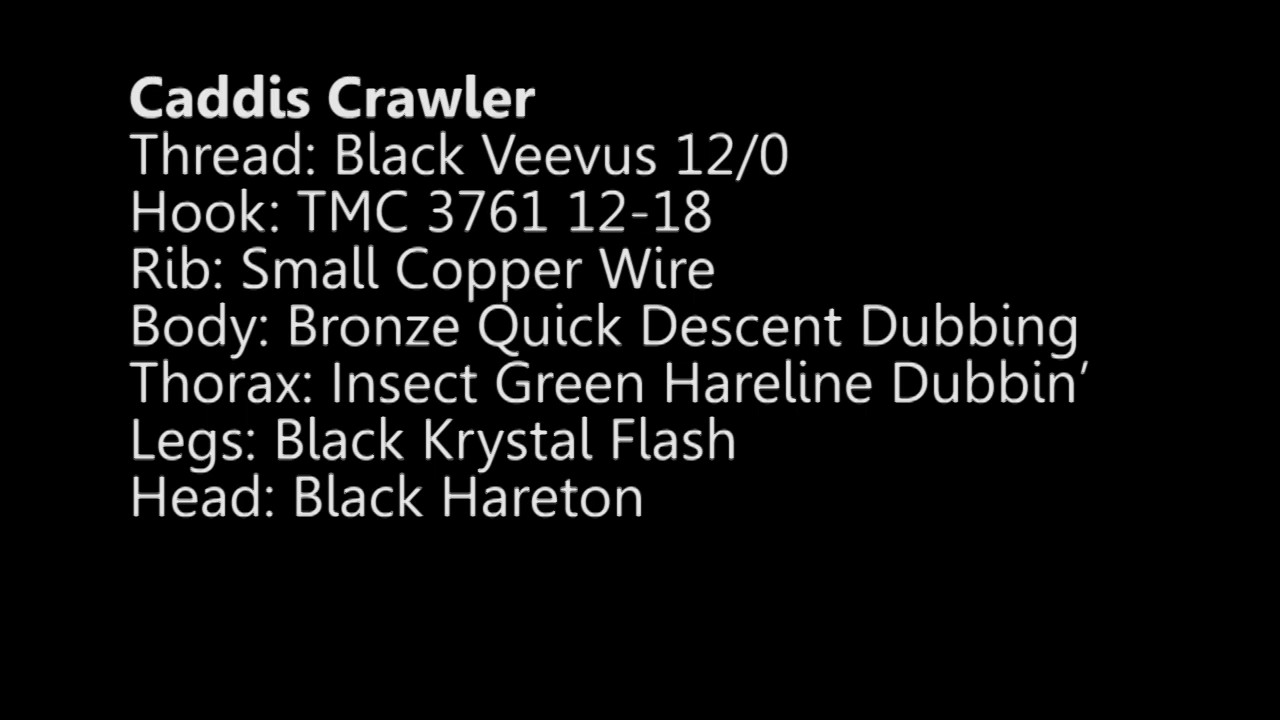 Caddis Crawler
Thread: Black Veevus 12/0
Hook: TMC 3761 12-18
Rib: Small Copper Wire
Body: Bronze Quick Descent Dubbing
Thorax: Insect Green Hareline Dubbin’
Legs: Black Krystal Flash
Head: Black Hareton